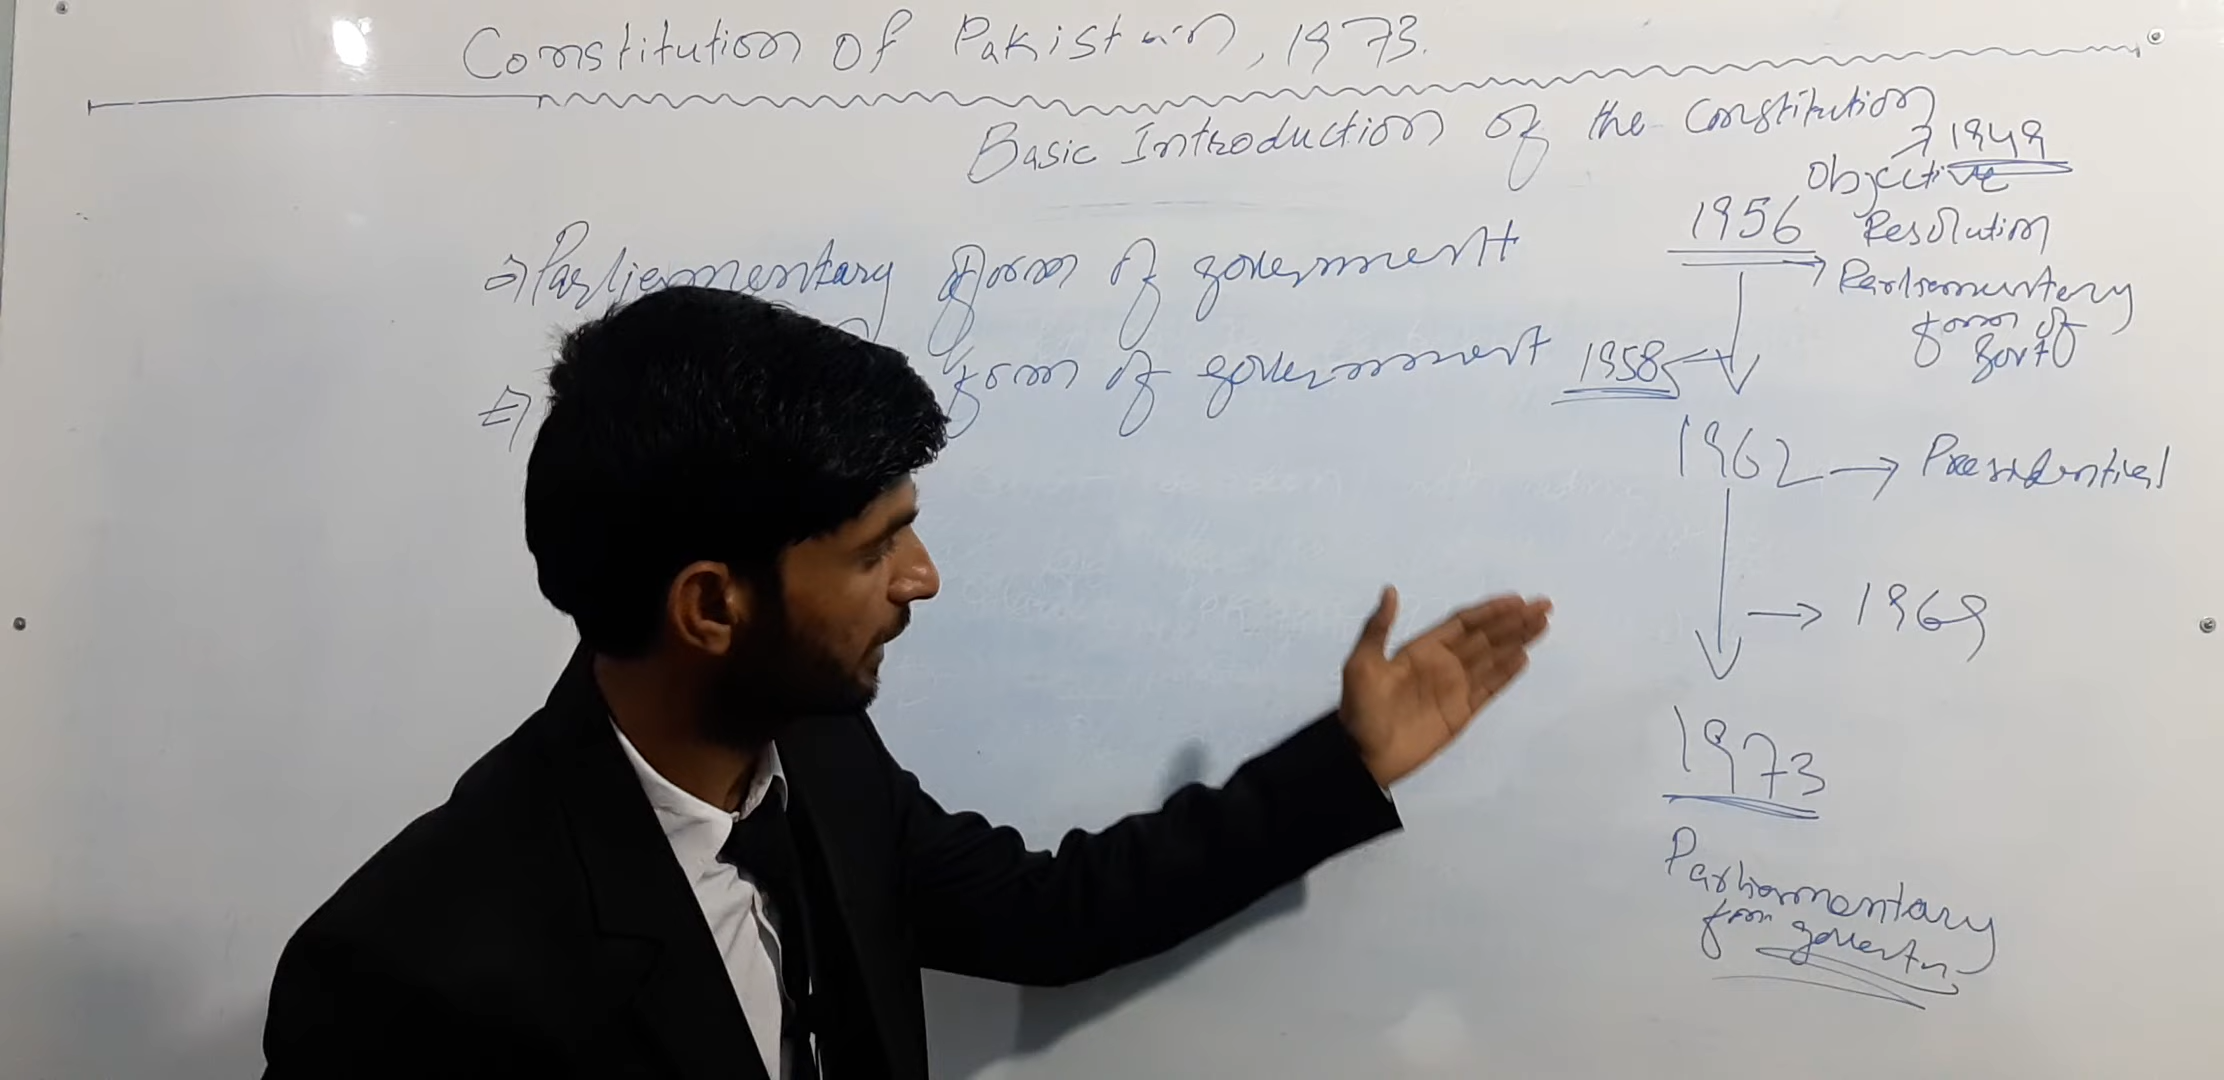 Constitution of Pakistan, 1973.
Basic Introduction of the Constitution
→ 1949
Objective
Resolution
1956
→ Parliamentary
form of
Govt
⇒ Parliamentary form of government
⇒ form of government
1958 ←
1962 → Presidential
→ 1969
1973
Parliamentary
form